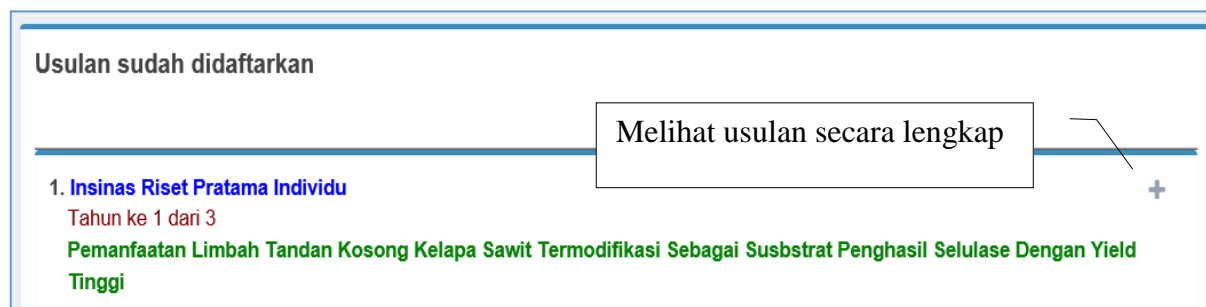 Usulan sudah didaftarkan
Melihat usulan secara lengkap
1. Insinas Riset Pratama Individu
Tahun ke 1 dari 3
Pemanfaatan Limbah Tandan Kosong Kelapa Sawit Termodifikasi Sebagai Susbstrat Penghasil Selulase Dengan Yield
Tinggi